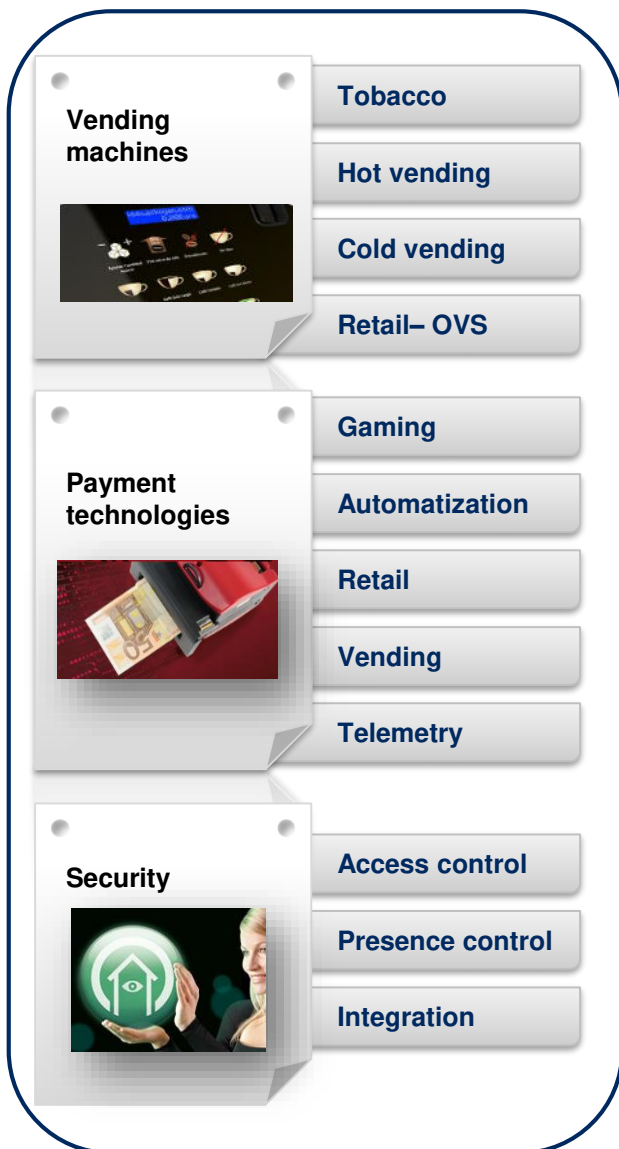 Vending
machines
Tobacco
Hot vending
Cold vending
Retail– OVS
Payment
technologies
50
Gaming
Automatization
Retail
Vending
Telemetry
Security
Access control
Presence control
Integration